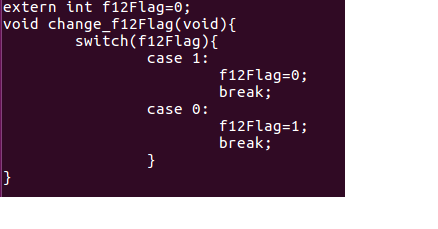 extern int f12Flag=0;
void change_f12Flag(void){
        switch(f12Flag){
                case 1:
                        f12Flag=0;
                        break;
                case 0:
                        f12Flag=1;
                        break;
                }
}